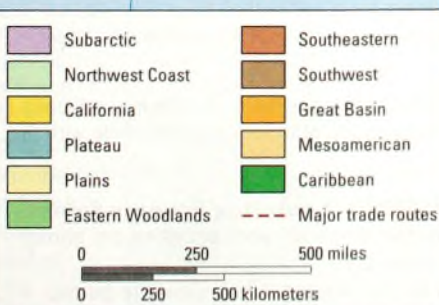 Subarctic
Northwest Coast
California
Plateau
Plains
Eastern Woodlands
Southeastern
Southwest
Great Basin
Mesoamerican
Caribbean
Major trade routes
0 250 500 miles
0 250 500 kilometers